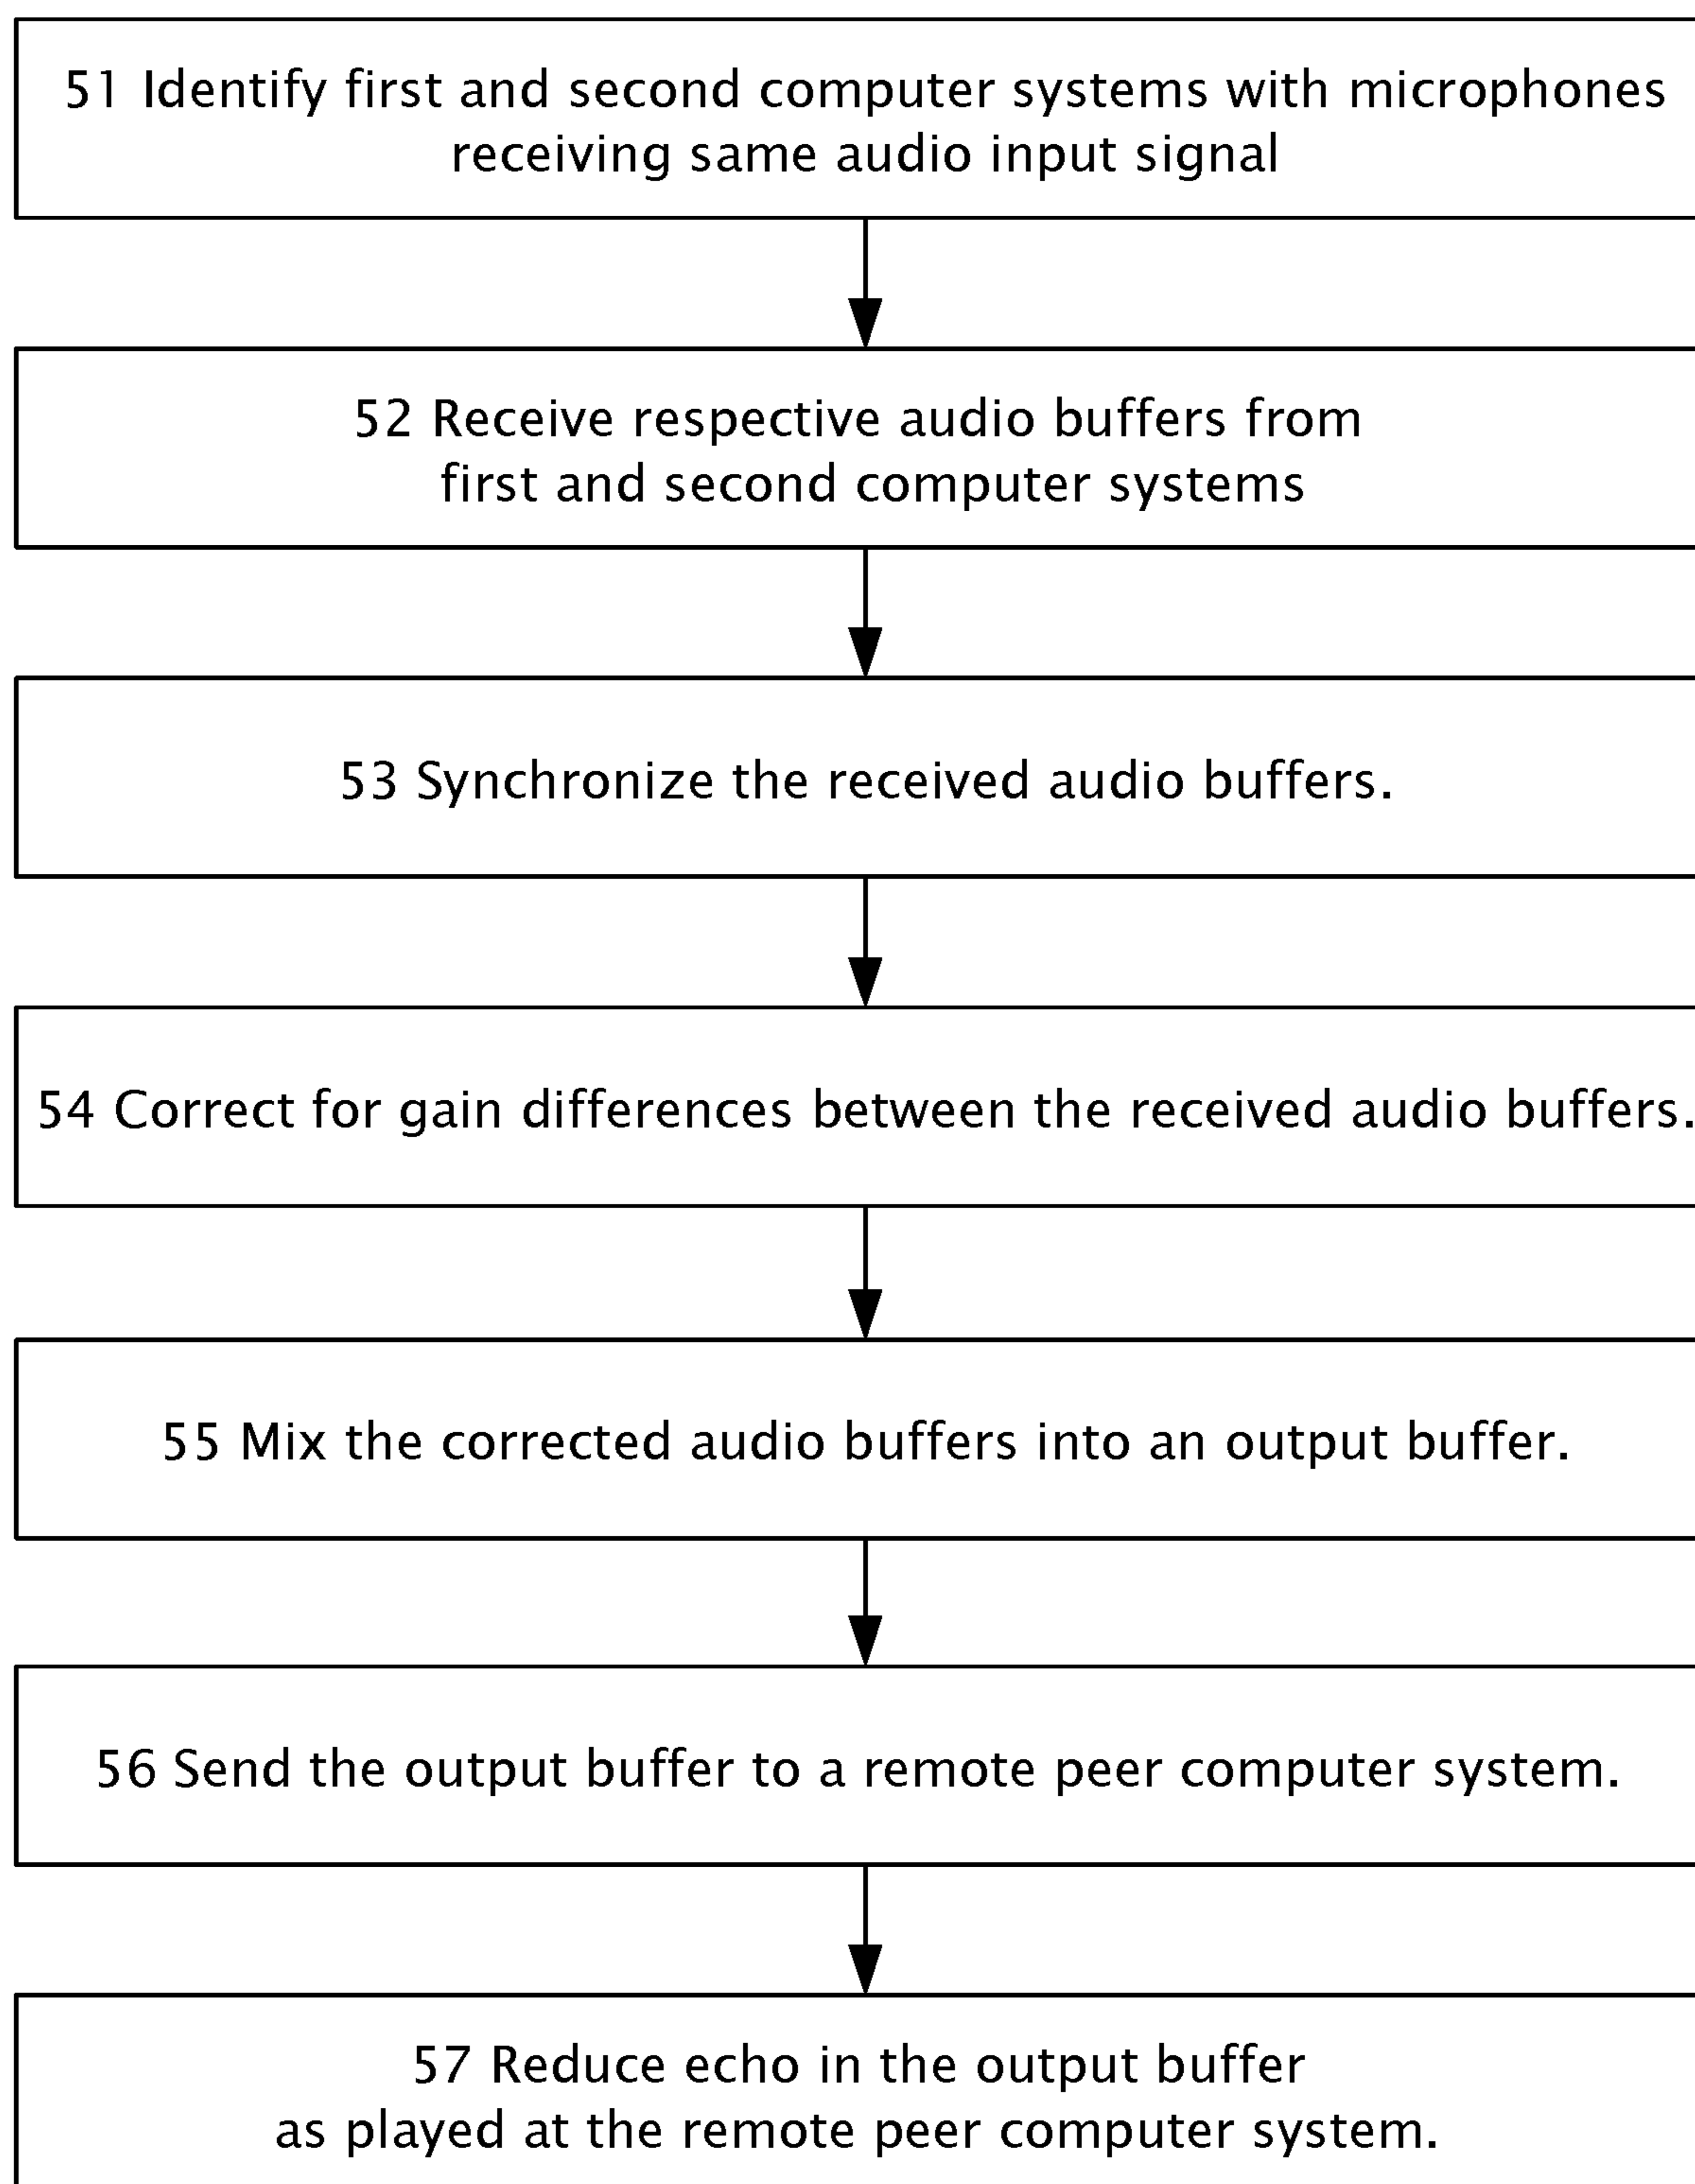 51 Identify first and second computer systems with microphones
receiving same audio input signal
52 Receive respective audio buffers from
first and second computer systems
53 Synchronize the received audio buffers.
54 Correct for gain differences between the received audio buffers.
55 Mix the corrected audio buffers into an output buffer.
56 Send the output buffer to a remote peer computer system.
57 Reduce echo in the output buffer
as played at the remote peer computer system.